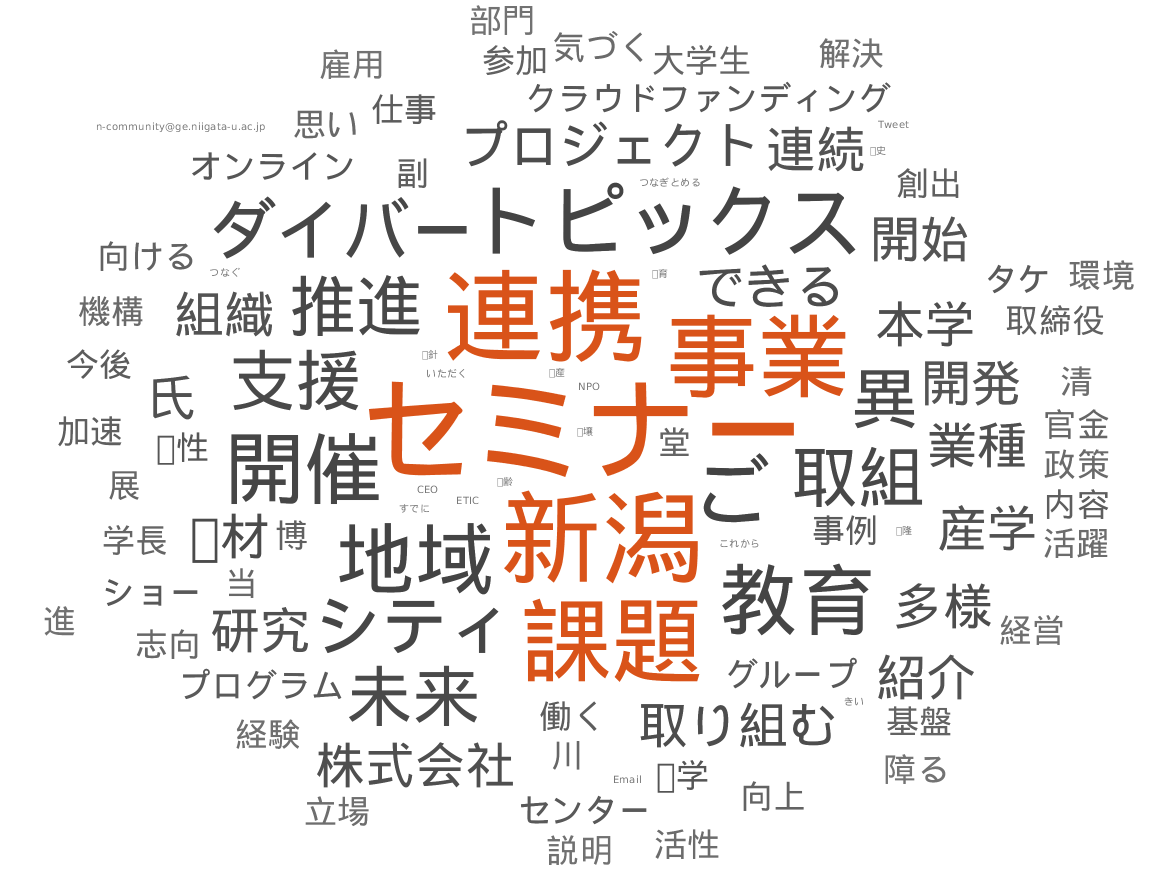 部門
参加
気づく
大学生
解決
雇用
クラウドファンディング
仕事
思い
n-community@ge.niigata-u.ac.jp
プロジェクト
連続
Tweet
史
オンライン
副
つなぎとめる
創出
ダイバー
トピックス
開始
向ける
つなぐ
育
できる
タケ
環境
機構
組織
推進
連携
事業
本学
取締役
今後
支援
計
いただく
産
NPO
開発
清
氏
セミナー
異
官金
加速
性
開催
壌
堂
業種
政策
展
CEO
ETIC
齢
ご
取組
内容
すでに
学長
材
博
地域
新潟
これから
事例
隆
産学
活躍
ショー
当
教育
多様
進
志向
研究
シティ
課題
経営
プログラム
未来
グループ
紹介
きい
経験
働く
取り組む
基盤
株式会社
川
Email
学
障る
立場
センター
向上
説明
活性